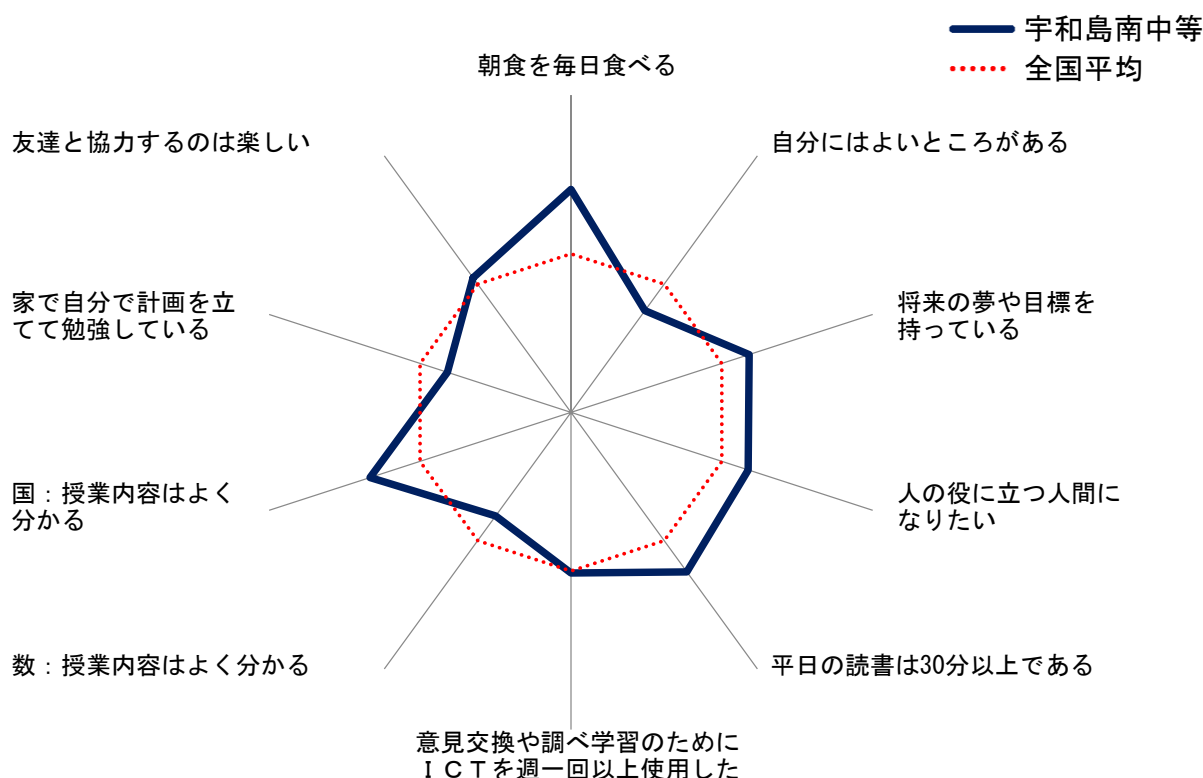 宇和島南中等
全国平均
朝食を毎日食べる
自分にはよいところがある
将来の夢や目標を
持っている
人の役に立つ人間に
なりたい
平日の読書は30分以上である
意見交換や調べ学習のために
ＩＣＴを週一回以上使用した
数：授業内容はよく分かる
国：授業内容はよく
分かる
家で自分で計画を立
てて勉強している
友達と協力するのは楽しい